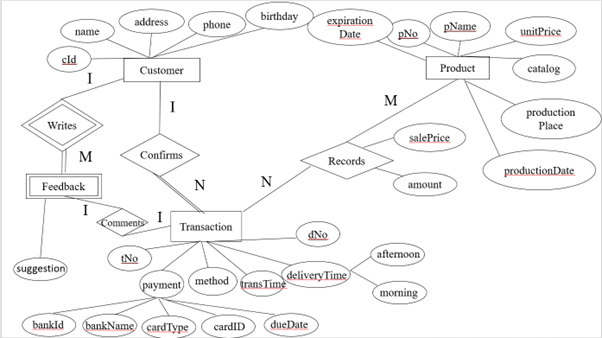 birthday
address
name
phone
expiration
Date
pNo
pName
unitPrice
cId
Customer
Product
catalog
I
I
M
production
Place
Writes
salePrice
Confirms
Records
M
productionDate
Feedback
N
N
amount
I
I
Comments
Transaction
dNo
tNo
afternoon
suggestion
payment
method
transTime
deliveryTime
morning
bankId
bankName
cardType
cardID
dueDate